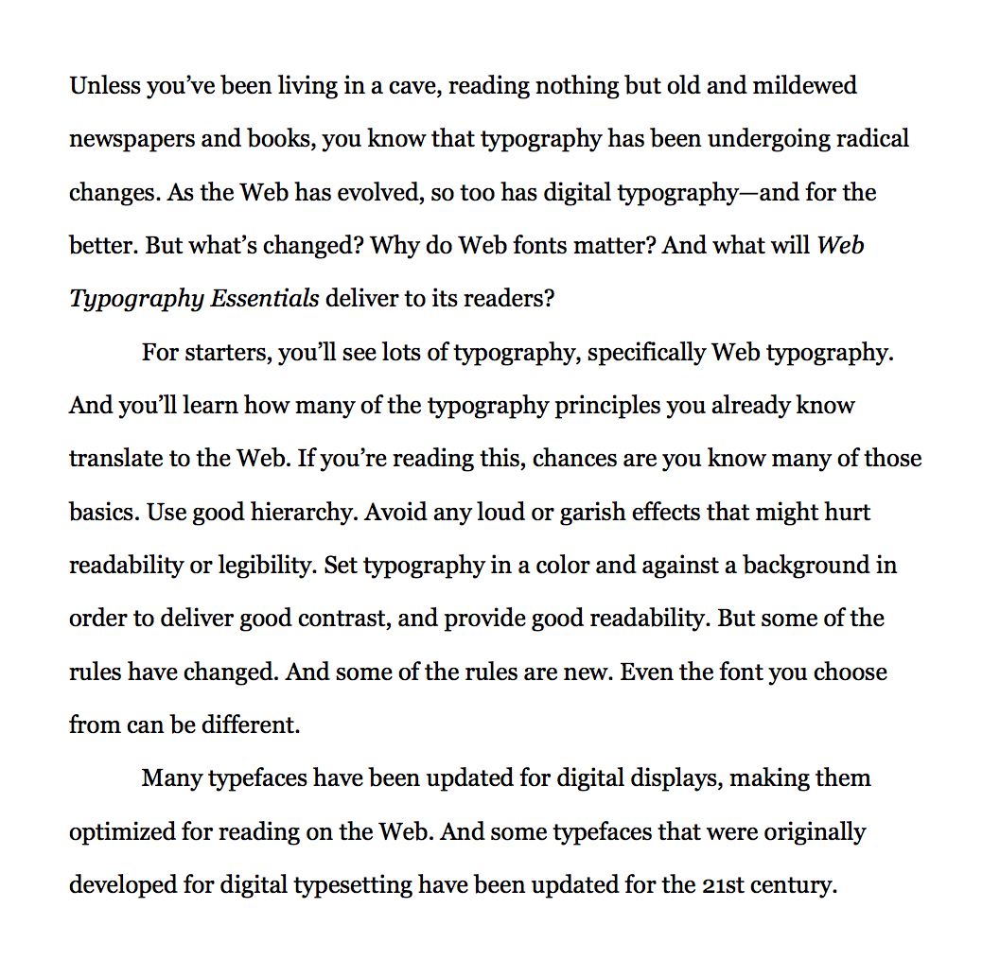 Unless you’ve been living in a cave, reading nothing but old and mildewed
newspapers and books, you know that typography has been undergoing radical
changes. As the Web has evolved, so too has digital typography—and for the
better. But what’s changed? Why do Web fonts matter? And what will Web
Typography Essentials deliver to its readers?
For starters, you’ll see lots of typography, specifically Web typography.
And you’ll learn how many of the typography principles you already know
translate to the Web. If you’re reading this, chances are you know many of those
basics. Use good hierarchy. Avoid any loud or garish effects that might hurt
readability or legibility. Set typography in a color and against a background in
order to deliver good contrast, and provide good readability. But some of the
rules have changed. And some of the rules are new. Even the font you choose
from can be different.
Many typefaces have been updated for digital displays, making them
optimized for reading on the Web. And some typefaces that were originally
developed for digital typesetting have been updated for the 21st century.